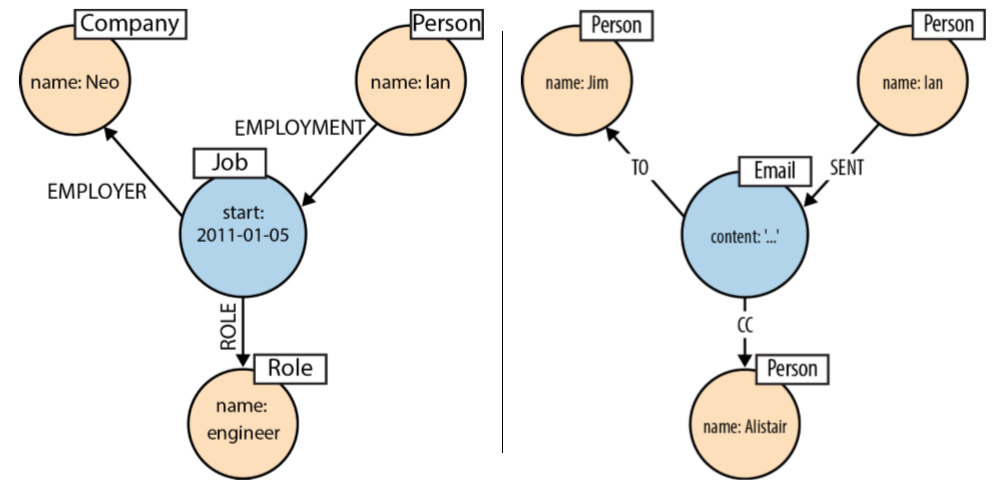 Company
name: Neo
Person
name: Ian
EMPLOYMENT
EMPLOYER
Job
start:
2011-01-05
ROLE
Role
name:
engineer
Person
name: Jim
Person
name: Ian
TO
SENT
Email
content: '...'
CC
Person
name: Alistair